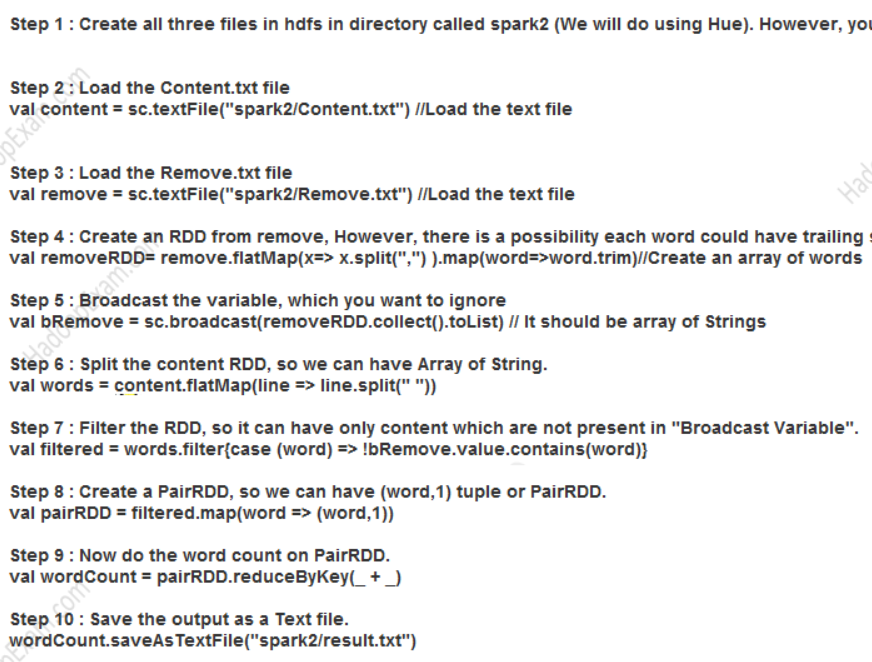 Step 1 : Create all three files in hdfs in directory called spark2 (We will do using Hue). However, you
Step 2 : Load the Content.txt file
val content = sc.textFile("spark2/Content.txt") //Load the text file
Step 3 : Load the Remove.txt file
val remove = sc.textFile("spark2/Remove.txt") //Load the text file
Step 4 : Create an RDD from remove, However, there is a possibility each word could have trailing
val removeRDD= remove.flatMap(x=> x.split(",") ).map(word=>word.trim)//Create an array of words
Step 5 : Broadcast the variable, which you want to ignore
val bRemove = sc.broadcast(removeRDD.collect().toList) // It should be array of Strings
Step 6 : Split the content RDD, so we can have Array of String.
val words = content.flatMap(line => line.split(" "))
Step 7 : Filter the RDD, so it can have only content which are not present in "Broadcast Variable".
val filtered = words.filter{case (word) => !bRemove.value.contains(word)}
Step 8 : Create a PairRDD, so we can have (word,1) tuple or PairRDD.
val pairRDD = filtered.map(word => (word,1))
Step 9 : Now do the word count on PairRDD.
val wordCount = pairRDD.reduceByKey(_ + _)
Step 10 : Save the output as a Text file.
wordCount.saveAsTextFile("spark2/result.txt")
HadoopExam.com